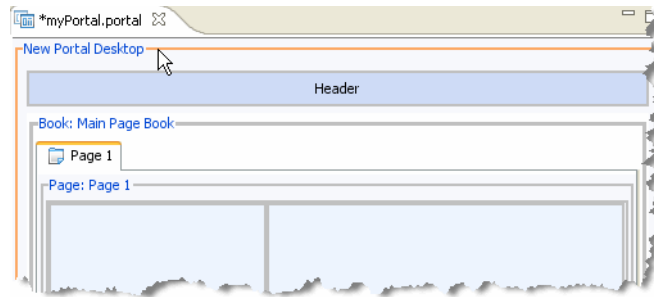 *myPortal.portal
New Portal Desktop
Header
Book: Main Page Book
Page 1
Page: Page 1